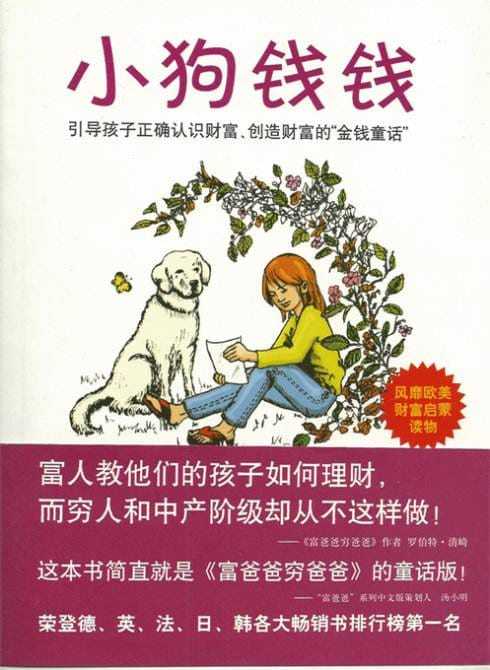 小狗钱钱
引导孩子正确认识财富、创造财富的“金钱童话”
风靡欧美
财富启蒙
读物
富人教他们的孩子如何理财，
而穷人和中产阶级却从不这样做！
——《富爸爸穷爸爸》作者 罗伯特·清崎
这本书简直就是《富爸爸穷爸爸》的童话版！
——“富爸爸”系列中文版策划人 汤小明
荣登德、英、法、日、韩各大畅销书排行榜第一名